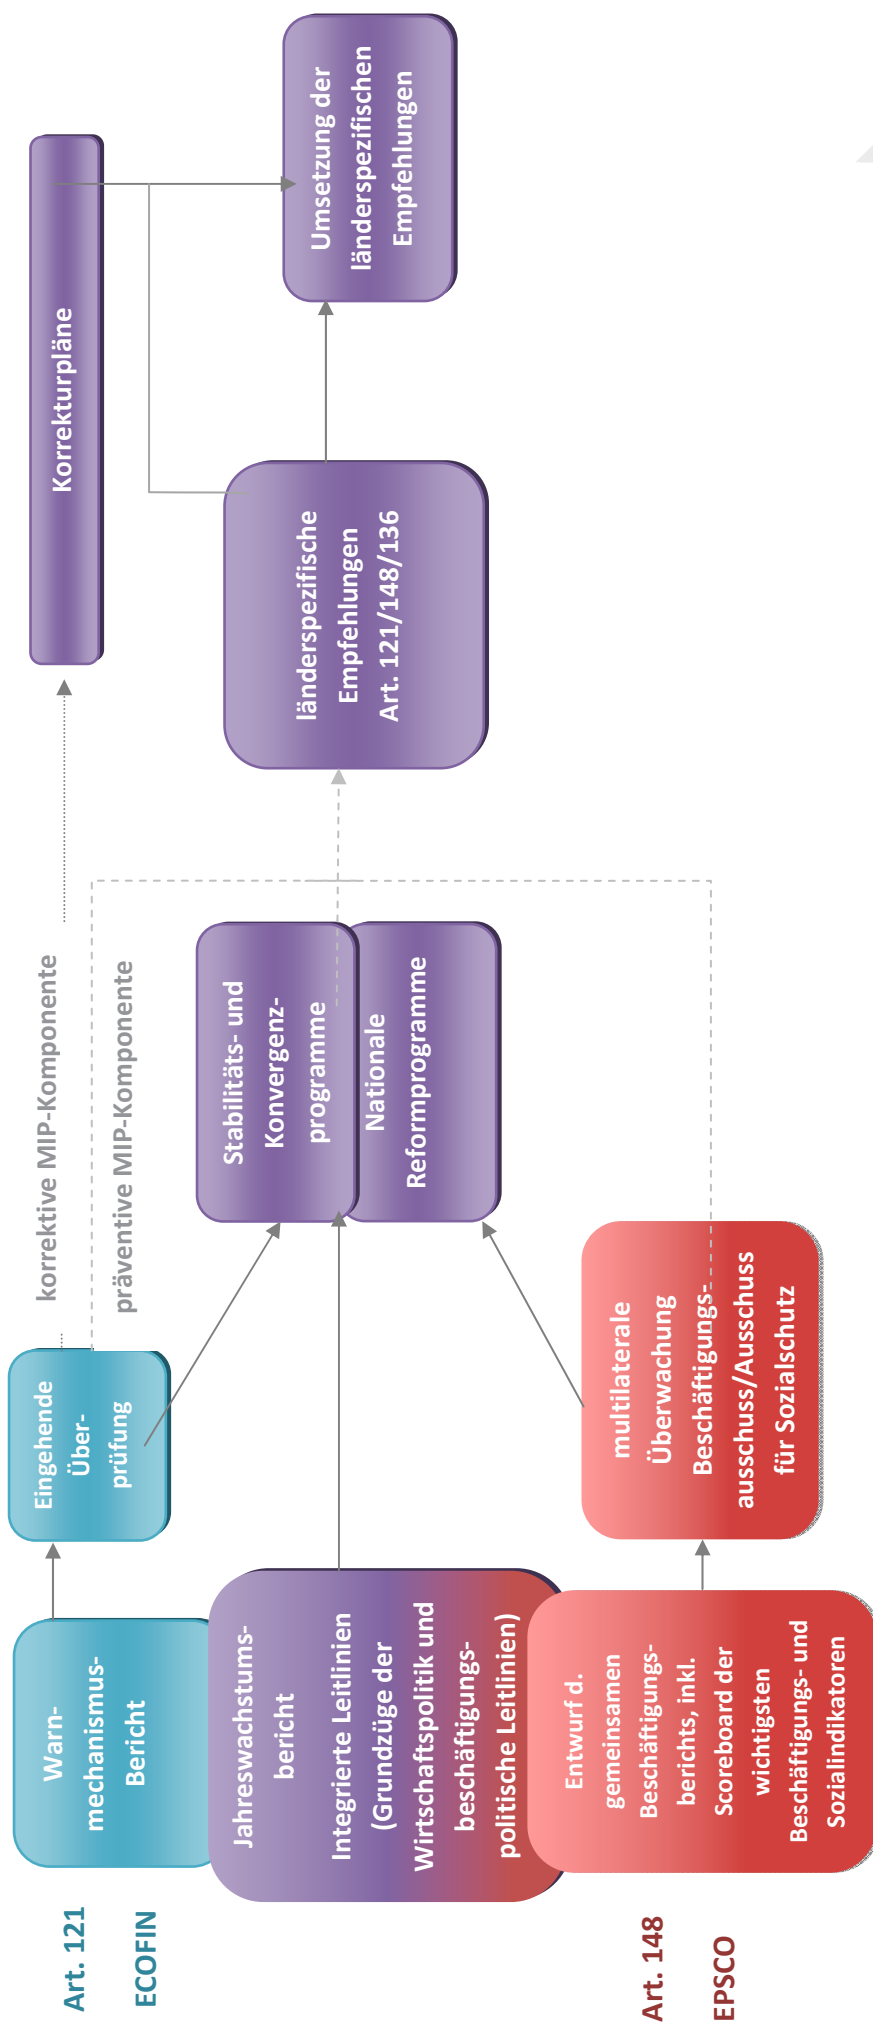 Art. 121
ECOFIN
Warn-
mechanismus-
Bericht
Eingehende
Über-
prüfung
korrektive MIP-Komponente
präventive MIP-Komponente
Korrekturpläne
Jahreswachstums-
bericht
Integrierte Leitlinien
(Grundzüge der
Wirtschaftspolitik und
beschäftigungs-
politische Leitlinien)
Stabilitäts- und
Konvergenz-
programme
Nationale
Reformprogramme
länderspezifische
Empfehlungen
Art. 121/148/136
Umsetzung der
länderspezifischen
Empfehlungen
Art. 148
EPSCO
Entwurf d.
gemeinsamen
Beschäftigungs-
berichts, inkl.
Scoreboard der
wichtigsten
Beschäftigungs- und
Sozialindikatoren
multilaterale
Überwachung
Beschäftigungs-
ausschuss/Ausschuss
für Sozialschutz